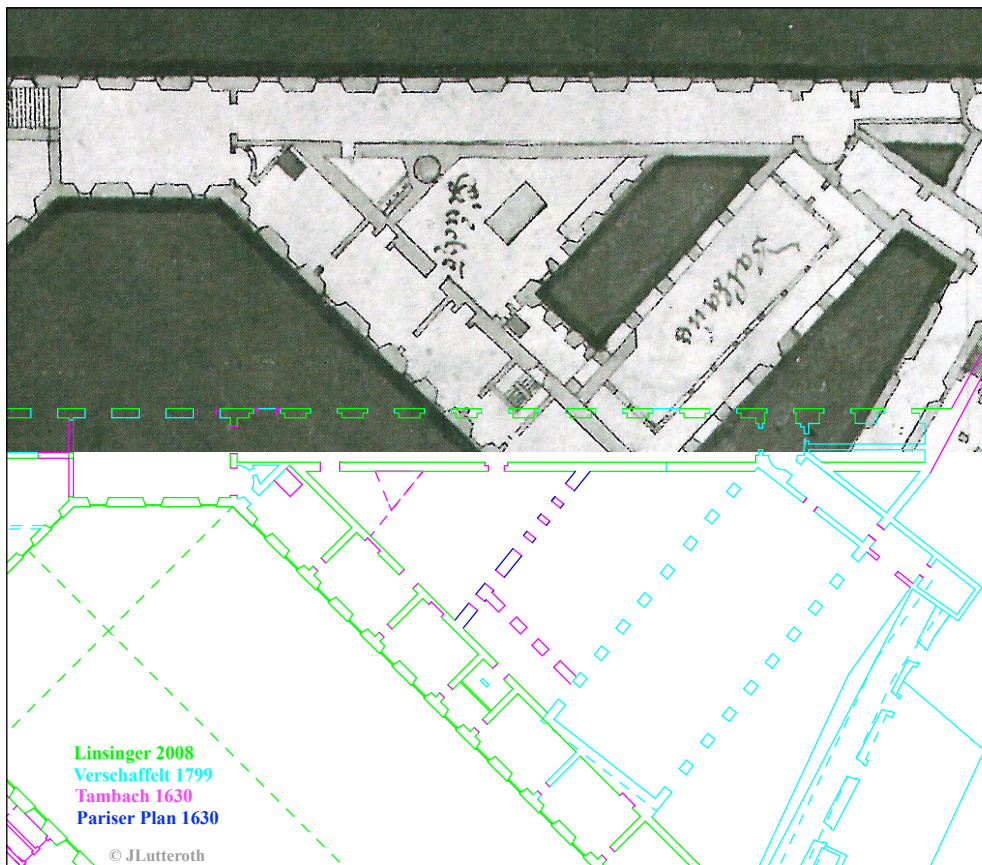 Linsinger 2008
Verschaffelt 1799
Tambach 1630
Pariser Plan 1630
© JLutteroth